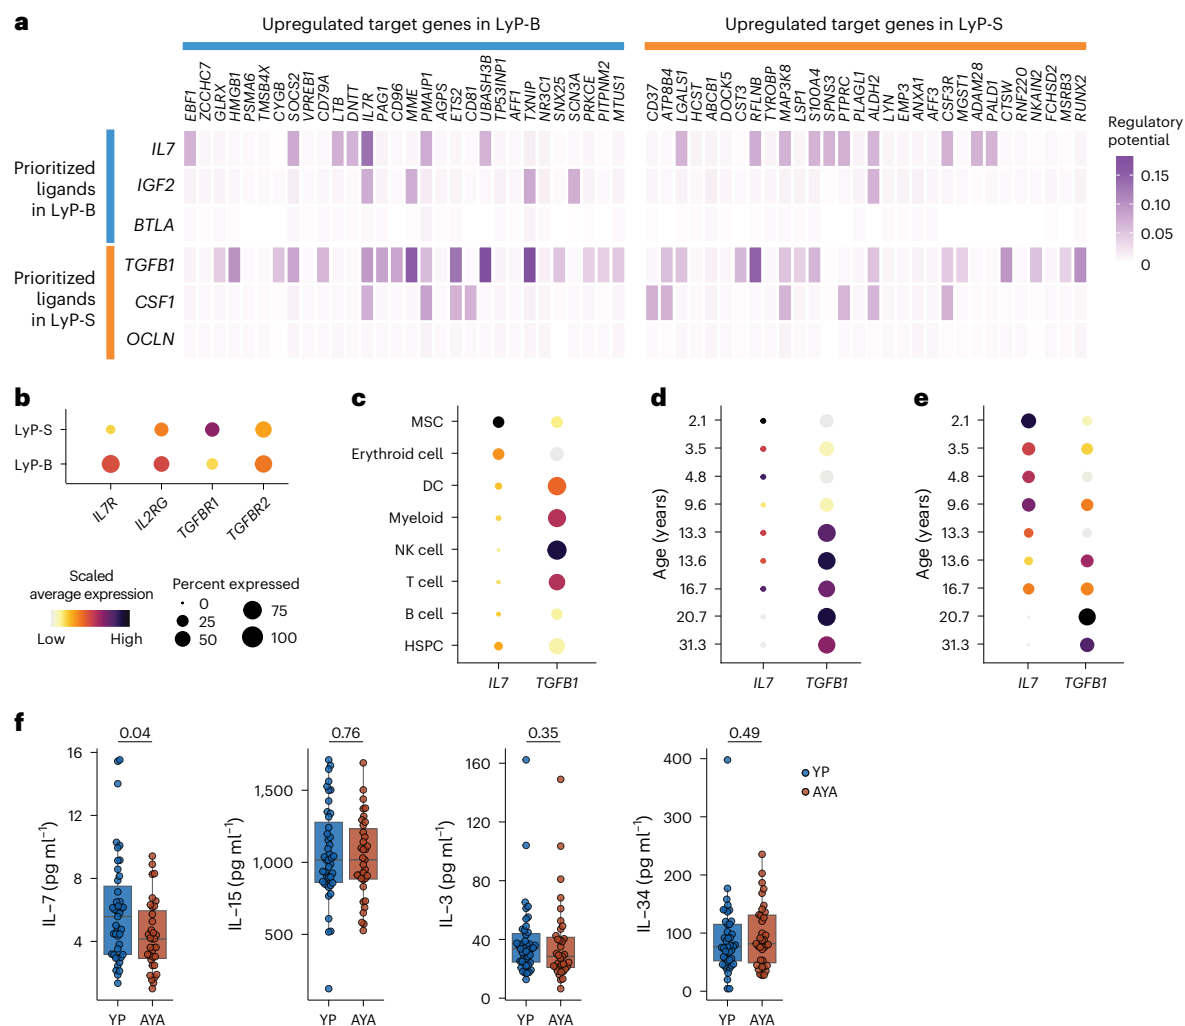 a
Upregulated target genes in LyP-B
Upregulated target genes in LyP-S
EBF1
ZCCHC7
GLRX
HMGB1
PSMA6
TMSB4X
CYGB
SOCS2
VPREB1
CD79A
LTB
DNTT
IL7R
PAG1
CD96
MME
PMAIP1
AGPS
ETS2
CD81
UBASH3B
TP53INP1
AFF1
TXNIP
NR3C1
SNX25
SCN3A
PRKCE
PITPNM2
MTUS1
CD37
ATP8B4
LGALS1
HCST
ABCB1
DOCK5
CST3
RFLNB
TYROBP
MAP3K8
LSP1
S100A4
SPNS3
PTPRC
PLAGL1
ALDH2
LYN
EMP3
ANXA1
AFF3
CSF3R
MGST1
ADAM28
PALD1
CTSW
RNF220
NKAIN2
FCHSD2
MSRB3
RUNX2
Prioritized
ligands
in LyP-B
IL7
IGF2
BTLA
Prioritized
ligands
in LyP-S
TGFB1
CSF1
OCLN
Regulatory
potential
0.15
0.10
0.05
0
b
LyP-S
LyP-B
IL7R
IL2RG
TGFBR1
TGFBR2
Scaled
average expression
Low
High
Percent expressed
0
25
50
75
100
c
MSC
Erythroid cell
DC
Myeloid
NK cell
T cell
B cell
HSPC
IL7
TGFB1
d
Age (years)
2.1
3.5
4.8
9.6
13.3
13.6
16.7
20.7
31.3
IL7
TGFB1
e
Age (years)
2.1
3.5
4.8
9.6
13.3
13.6
16.7
20.7
31.3
IL7
TGFB1
f
IL–7 (pg ml−1)
0.04
16
12
8
4
YP
AYA
IL–15 (pg ml−1)
0.76
1,500
1,000
500
YP
AYA
IL–3 (pg ml−1)
0.35
160
120
80
40
0
YP
AYA
IL–34 (pg ml−1)
0.49
400
300
200
100
0
YP
AYA
YP
AYA